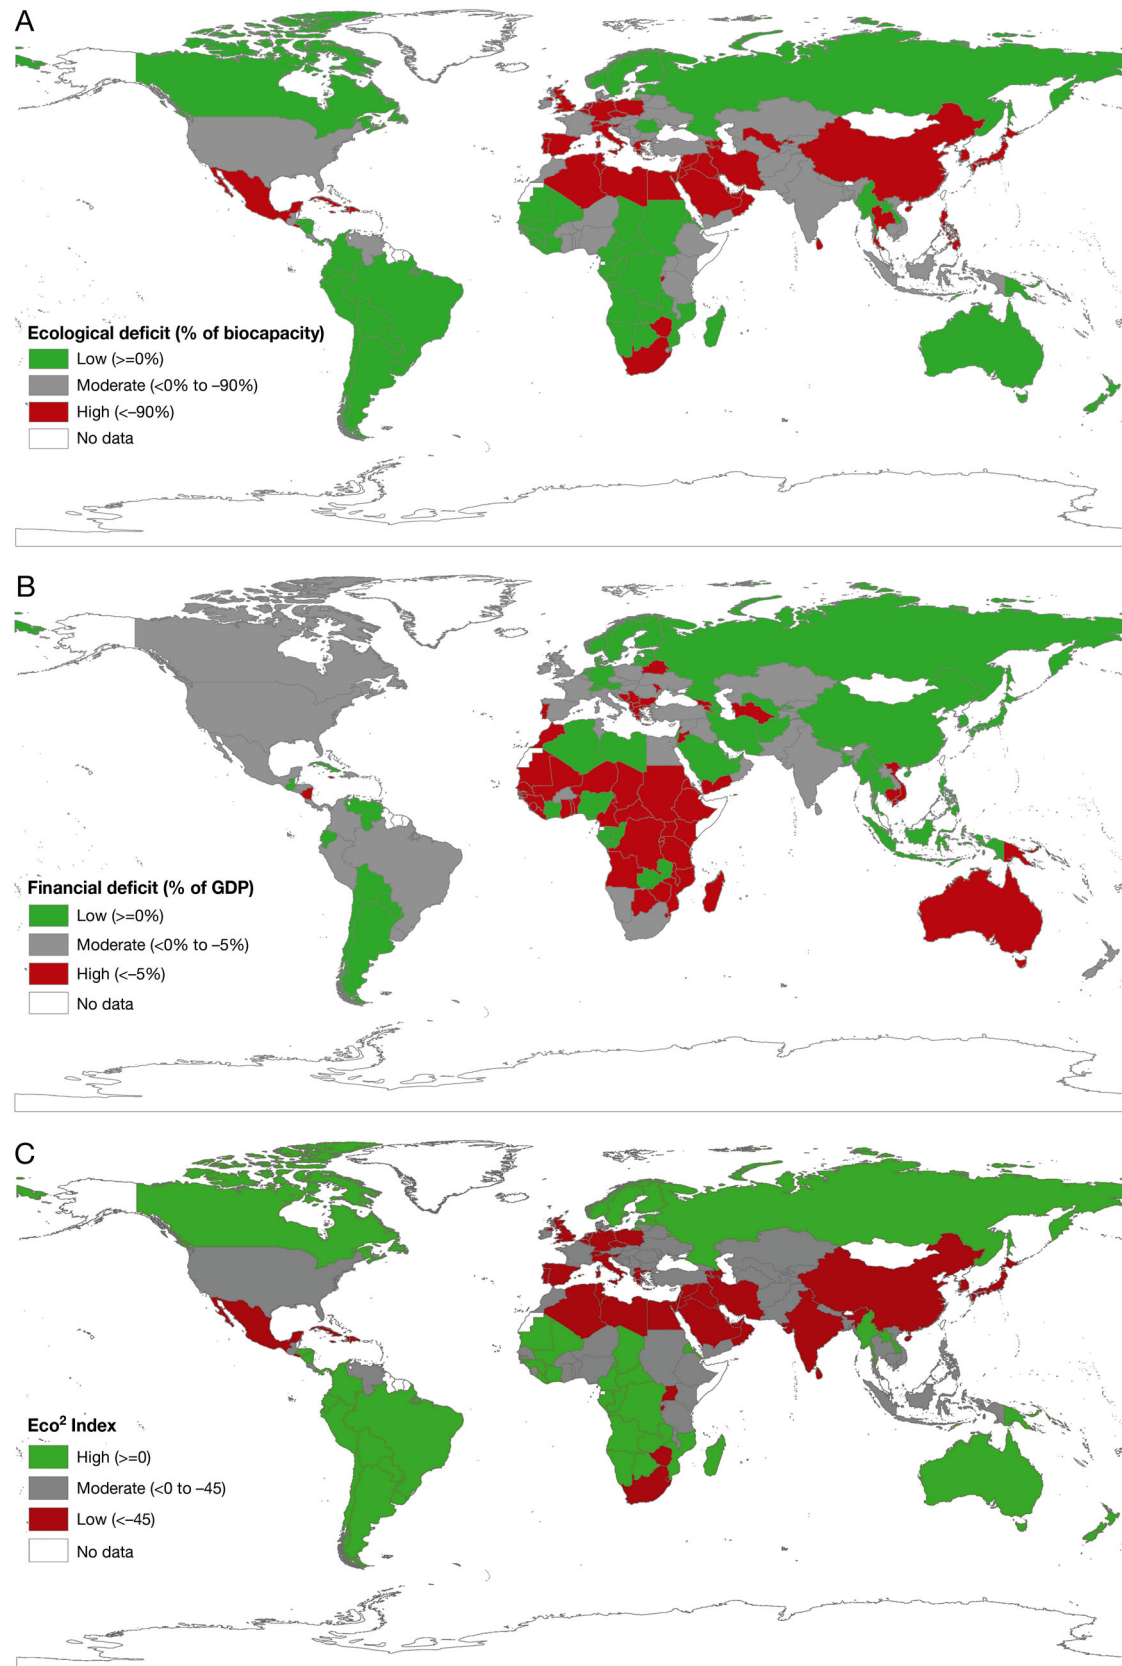 A
Ecological deficit (% of biocapacity)
Low (>=0%)
Moderate (<0% to –90%)
High (<–90%)
No data
B
Financial deficit (% of GDP)
Low (>=0%)
Moderate (<0% to –5%)
High (<–5%)
No data
C
Eco² Index
High (>=0)
Moderate (<0 to –45)
Low (<–45)
No data